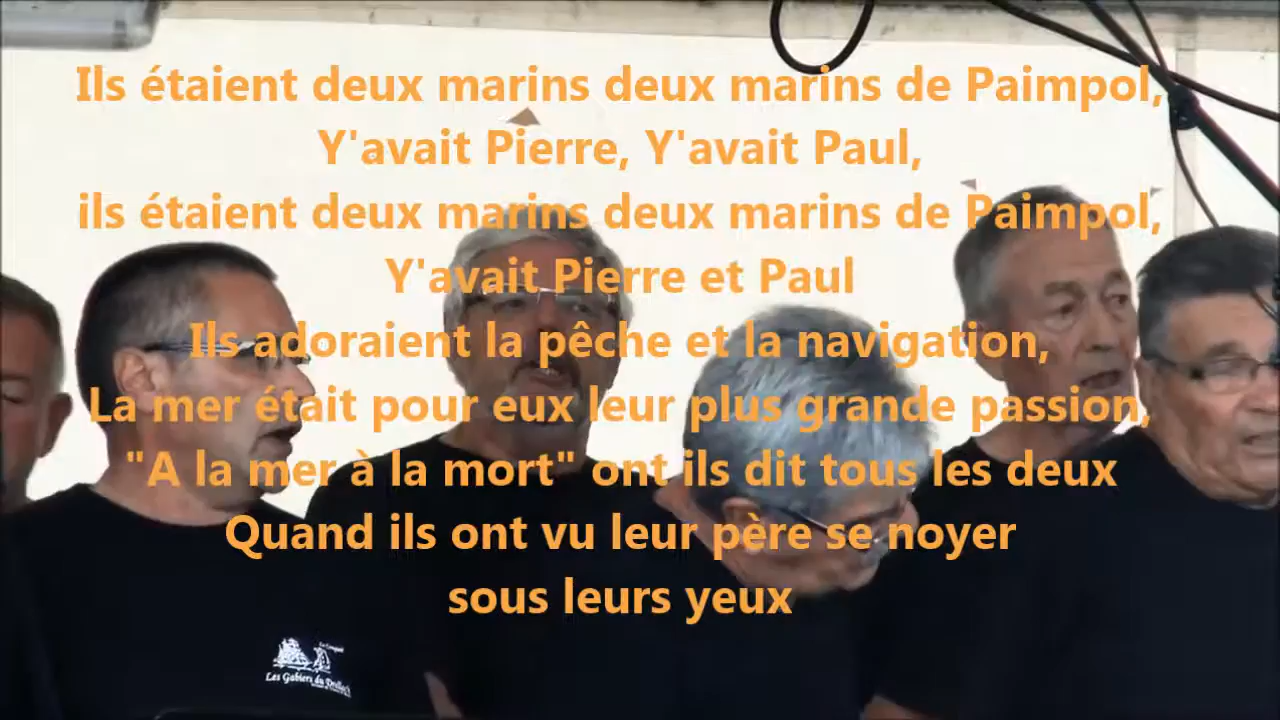 Ils étaient deux marins deux marins de Paimpol,
Y'avait Pierre, Y'avait Paul,
ils étaient deux marins deux marins de Paimpol,
Y'avait Pierre et Paul
Ils adoraient la pêche et la navigation,
La mer était pour eux leur plus grande passion,
"A la mer à la mort" ont ils dit tous les deux
Quand ils ont vu leur père se noyer
sous leurs yeux
Les Gabiers du